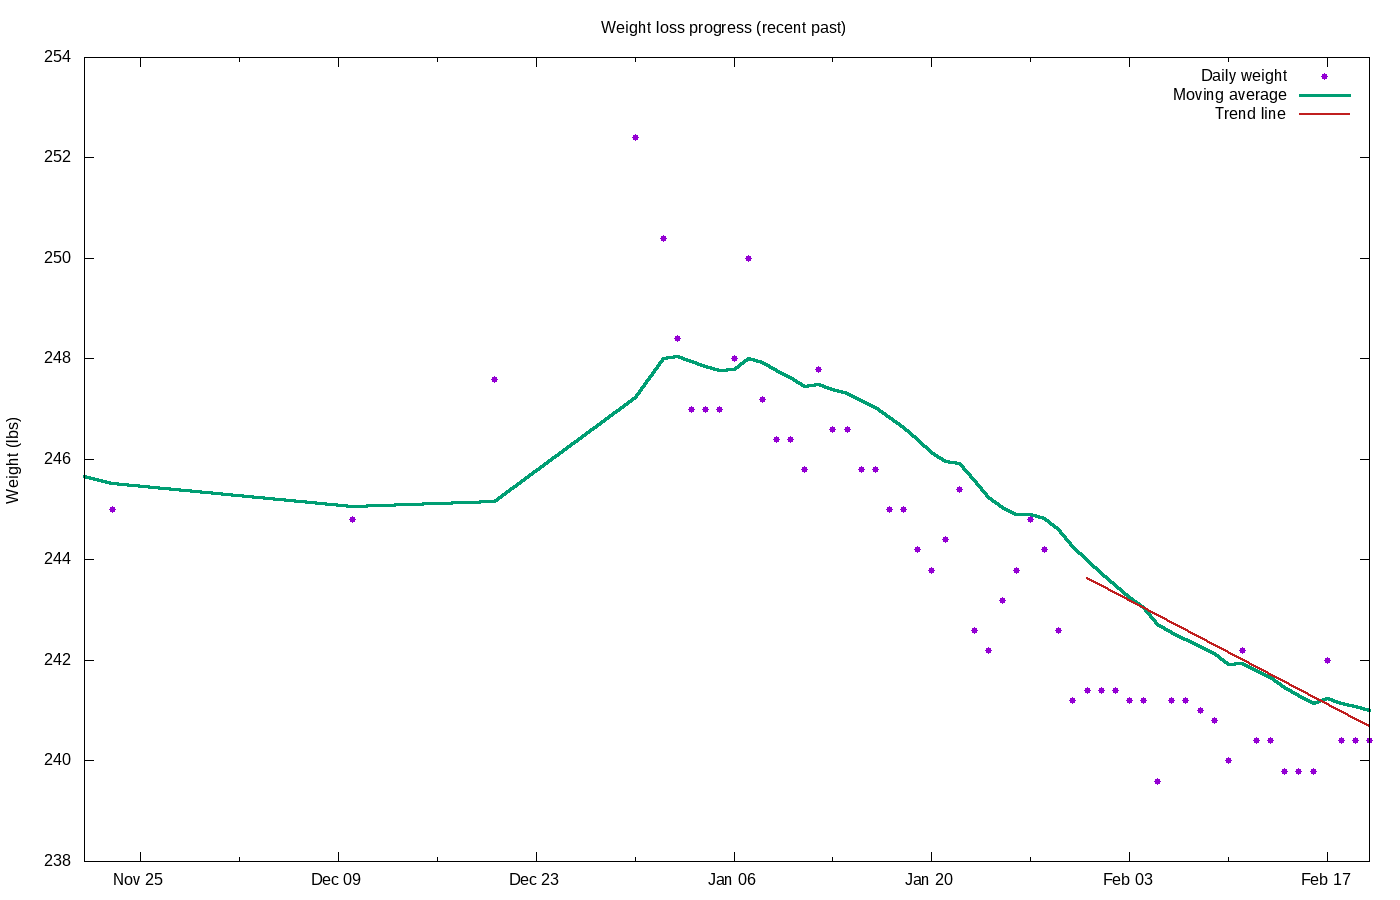 Weight loss progress (recent past)
Daily weight
Moving average
Trend line
Weight (lbs)
254
252
250
248
246
244
242
240
238
Nov 25 Dec 09 Dec 23 Jan 06 Jan 20 Feb 03 Feb 17